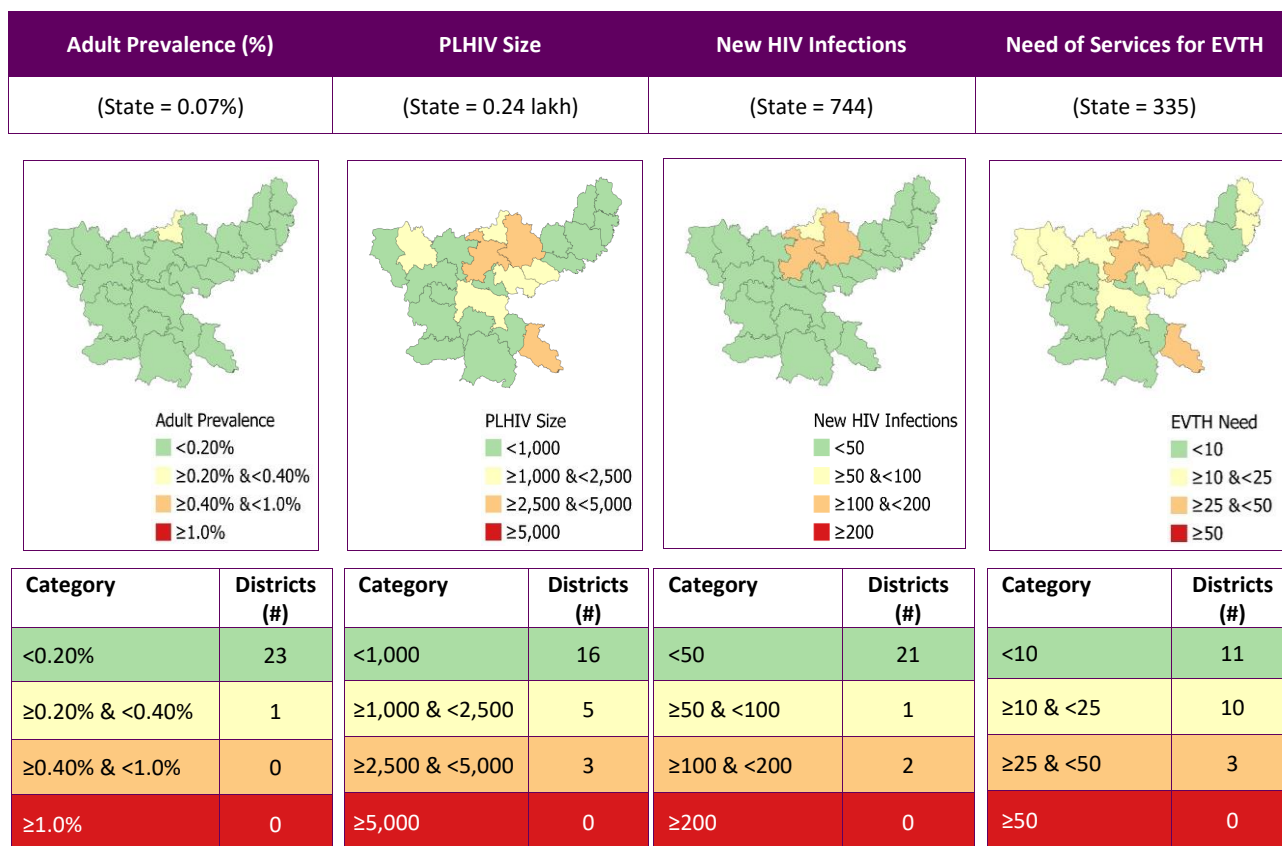 Adult Prevalence (%)
PLHIV Size
New HIV Infections
Need of Services for EVTH
(State = 0.07%)
(State = 0.24 lakh)
(State = 744)
(State = 335)
Adult Prevalence
<0.20%
≥0.20% &<0.40%
≥0.40% &<1.0%
≥1.0%
PLHIV Size
<1,000
≥1,000 &<2,500
≥2,500 &<5,000
≥5,000
New HIV Infections
<50
≥50 &<100
≥100 &<200
≥200
EVTH Need
<10
≥10 &<25
≥25 &<50
≥50
Category Districts
(#)
<0.20% 23
≥0.20% & <0.40% 1
≥0.40% & <1.0% 0
≥1.0% 0
Category Districts
(#)
<1,000 16
≥1,000 & <2,500 5
≥2,500 & <5,000 3
≥5,000 0
Category Districts
(#)
<50 21
≥50 & <100 1
≥100 & <200 2
≥200 0
Category Districts
(#)
<10 11
≥10 & <25 10
≥25 & <50 3
≥50 0